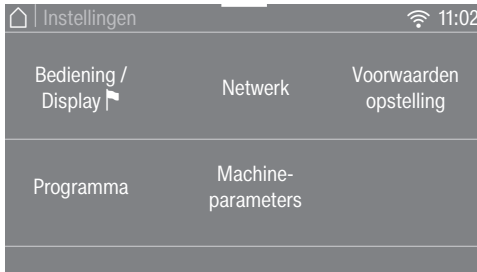 Instellingen 11:02
Bediening /
Display
Netwerk
Voorwaarden
opstelling
Programma
Machine-
parameters